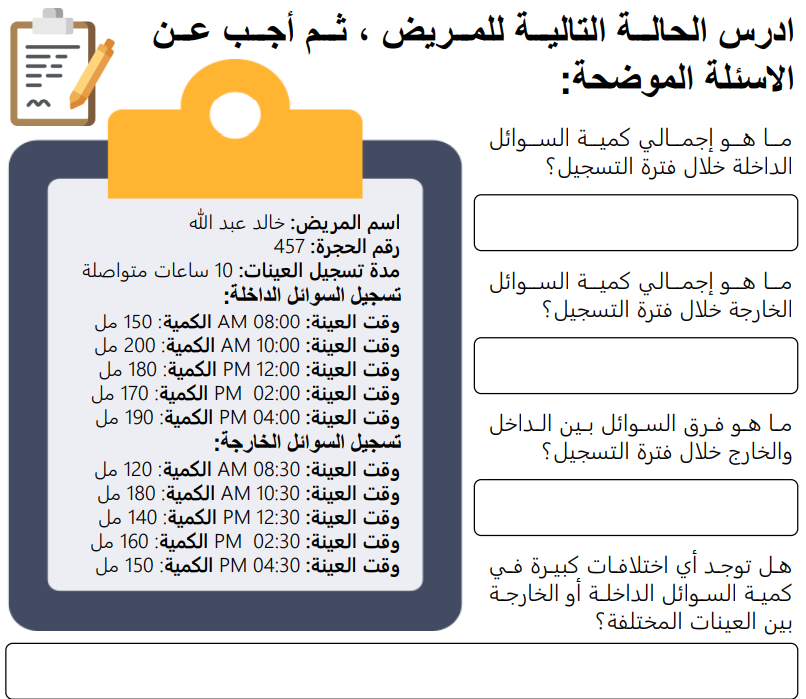 ادرس الحالة التالية للمريض ، ثم أجب عن
الاسئلة الموضحة:
ما هو إجمالي كمية السوائل
الداخلة خلال فترة التسجيل؟
ما هو إجمالي كمية السوائل
الخارجة خلال فترة التسجيل؟
ما هو فرق السوائل بين الداخل
والخارج خلال فترة التسجيل؟
هل توجد أي اختلافات كبيرة في
كمية السوائل الداخلة أو الخارجة
بين العينات المختلفة؟
اسم المريض: خالد عبد الله
رقم الحجرة: 457
مدة تسجيل العينات: 10 ساعات متواصلة
تسجيل السوائل الداخلة:
وقت العينة: 08:00 AM الكمية: 150 مل
وقت العينة: 10:00 AM الكمية: 200 مل
وقت العينة: 12:00 PM الكمية: 180 مل
وقت العينة: 02:00 PM الكمية: 170 مل
وقت العينة: 04:00 PM الكمية: 190 مل
تسجيل السوائل الخارجة:
وقت العينة: 08:30 AM الكمية: 120 مل
وقت العينة: 10:30 AM الكمية: 180 مل
وقت العينة: 12:30 PM الكمية: 140 مل
وقت العينة: 02:30 PM الكمية: 160 مل
وقت العينة: 04:30 PM الكمية: 150 مل